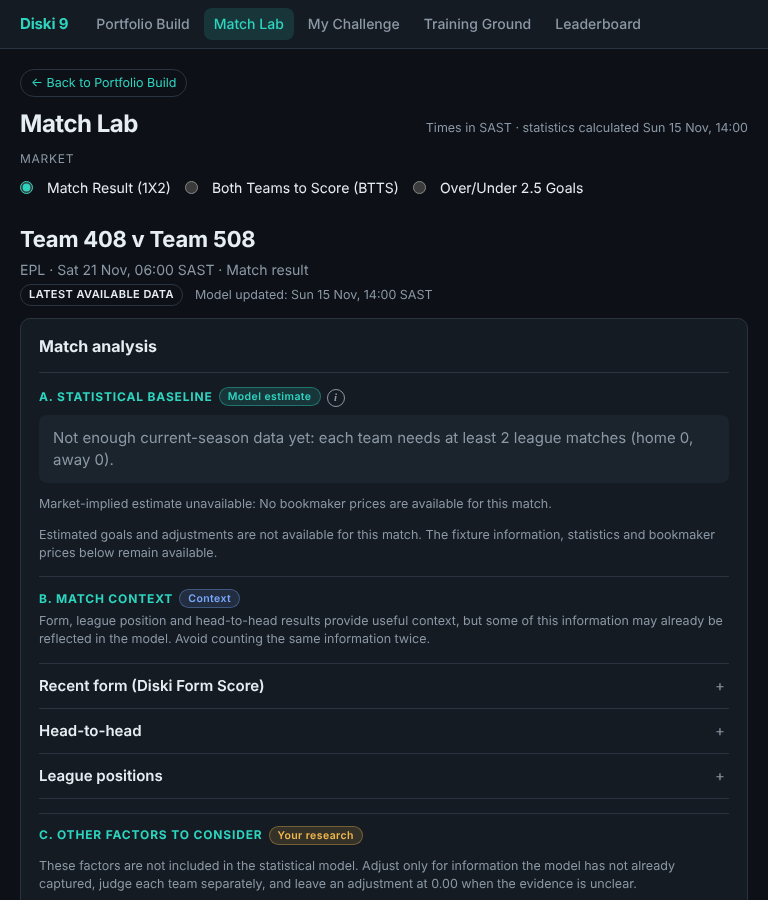 Diski 9 Portfolio Build Match Lab My Challenge Training Ground Leaderboard
← Back to Portfolio Build
Match Lab
Times in SAST · statistics calculated Sun 15 Nov, 14:00
MARKET
Match Result (1X2) Both Teams to Score (BTTS) Over/Under 2.5 Goals
Team 408 v Team 508
EPL · Sat 21 Nov, 06:00 SAST · Match result
LATEST AVAILABLE DATA Model updated: Sun 15 Nov, 14:00 SAST
Match analysis
A. STATISTICAL BASELINE Model estimate i
Not enough current-season data yet: each team needs at least 2 league matches (home 0,
away 0).
Market-implied estimate unavailable: No bookmaker prices are available for this match.
Estimated goals and adjustments are not available for this match. The fixture information, statistics and bookmaker
prices below remain available.
B. MATCH CONTEXT Context
Form, league position and head-to-head results provide useful context, but some of this information may already be
reflected in the model. Avoid counting the same information twice.
Recent form (Diski Form Score) +
Head-to-head +
League positions +
C. OTHER FACTORS TO CONSIDER Your research
These factors are not included in the statistical model. Adjust only for information the model has not already
captured, judge each team separately, and leave an adjustment at 0.00 when the evidence is unclear.